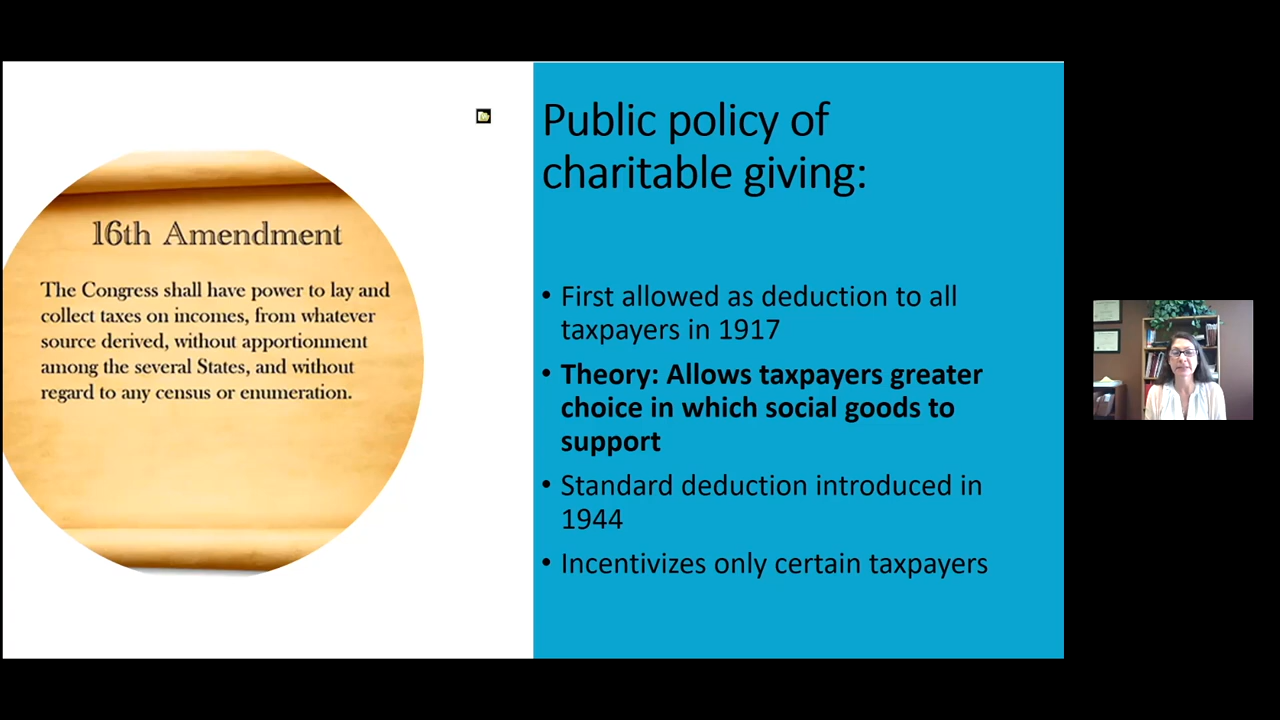 16th Amendment
The Congress shall have power to lay and
collect taxes on incomes, from whatever
source derived, without apportionment
among the several States, and without
regard to any census or enumeration.
Public policy of
charitable giving:
• First allowed as deduction to all
taxpayers in 1917
• Theory: Allows taxpayers greater
choice in which social goods to
support
• Standard deduction introduced in
1944
• Incentivizes only certain taxpayers